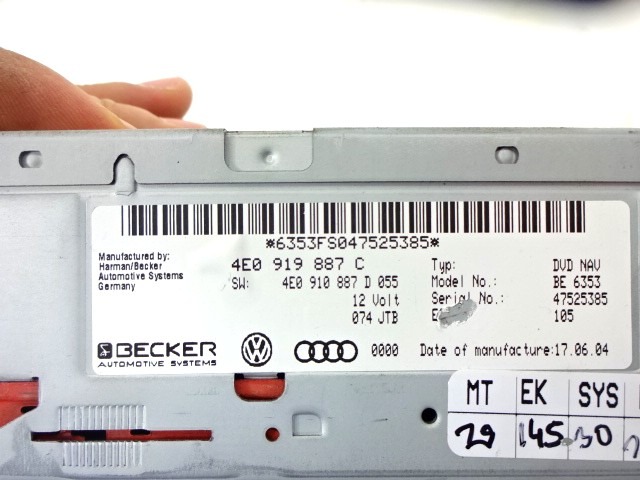 *6353FS047525385*
Manufactured by:
Harman/Becker
Automotive Systems
Germany
4E0 919 887 C
SW: 4E0 910 887 D 055
12 Volt
074 JTB
Typ: DVD NAV
Model No.: BE 6353
Serial No.: 47525385
105
BECKER
AUTOMOTIVE SYSTEMS
0000
Date of manufacture:17.06.04
MT EK SYS
29 145 30